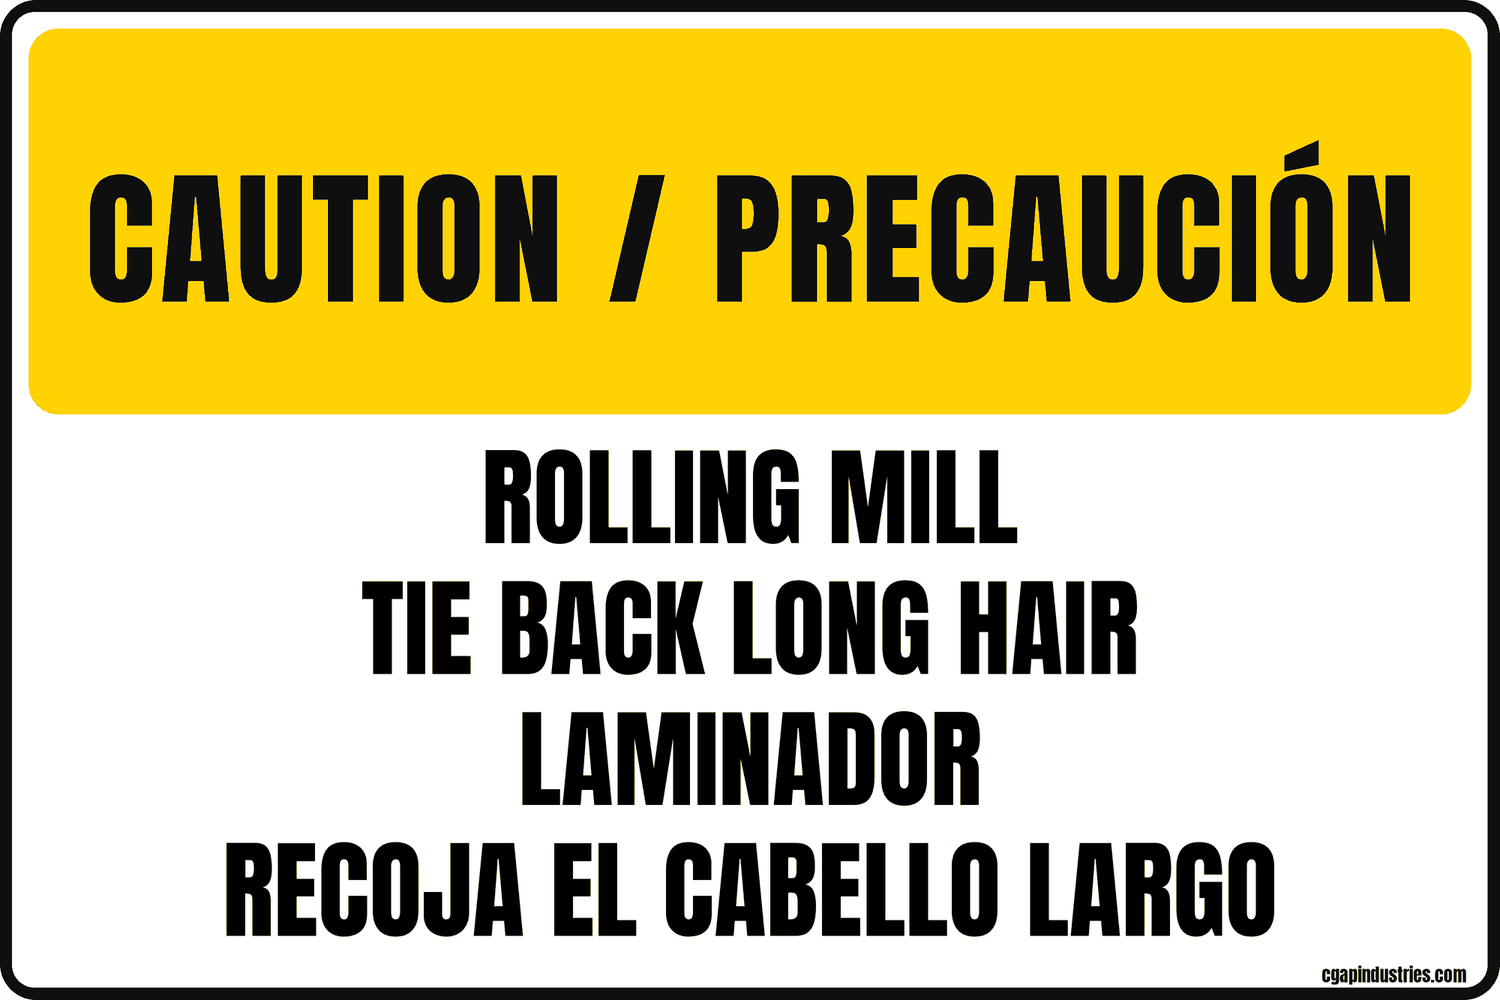 CAUTION / PRECAUCIÓN
ROLLING MILL
TIE BACK LONG HAIR
LAMINADOR
RECOJA EL CABELLO LARGO
cgapindustries.com